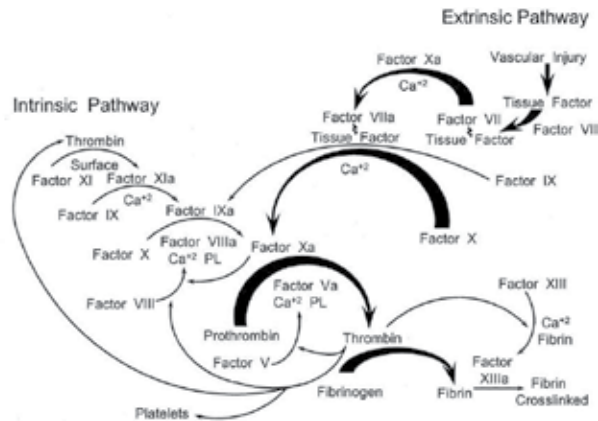 Extrinsic Pathway
Factor Xa
Vascular Injury
Ca+2
Intrinsic Pathway
Tissue Factor
Factor VIIa
Factor VII
Tissue Factor
Tissue Factor
Factor VII
Thrombin
Surface
Factor XI
Factor XIa
Ca+2
Factor IX
Ca+2
Factor IX
Factor IXa
Factor X
Factor X
Factor VIIIa
Ca+2 PL
Factor Xa
Factor VIII
Factor Va
Ca+2 PL
Factor XIII
Prothrombin
Thrombin
Ca+2
Fibrin
Factor V
Factor
XIIIa
Fibrinogen
Fibrin
Fibrin
Crosslinked
Platelets